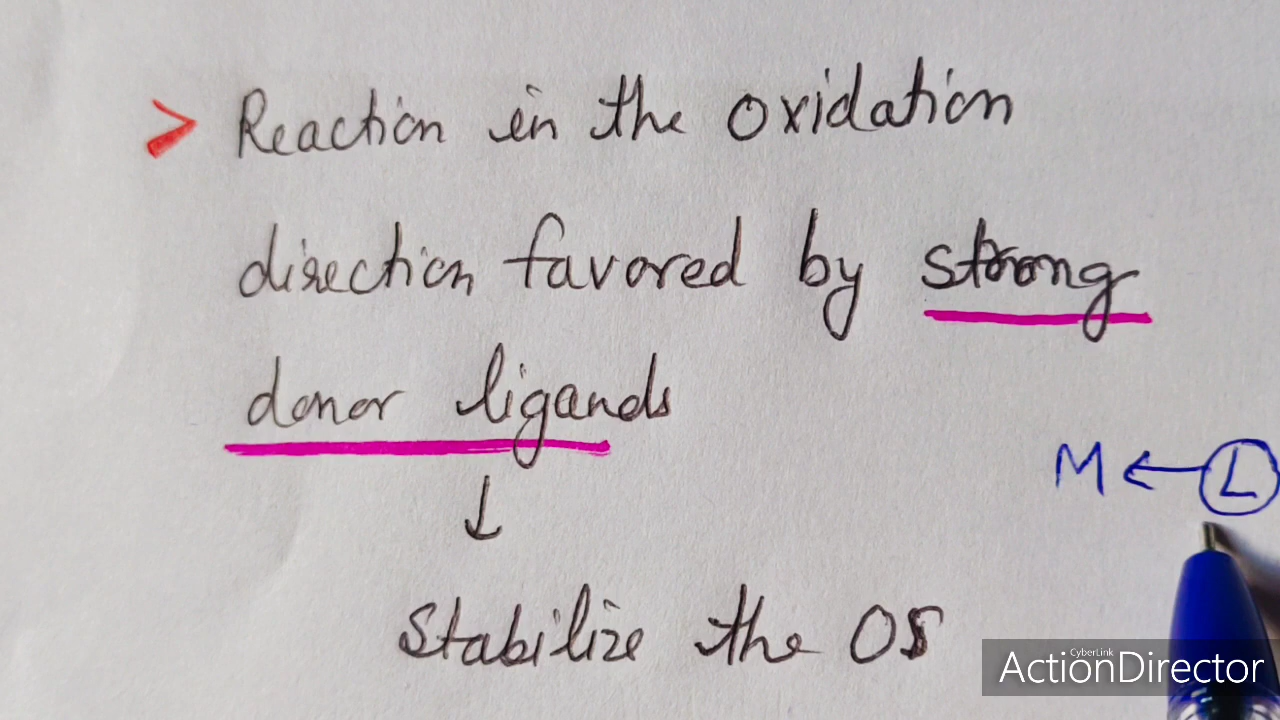 > Reaction in the oxidation
direction favored by strong
donor ligands
↓
M ← L
Stabilize the OS
CyberLink
ActionDirector